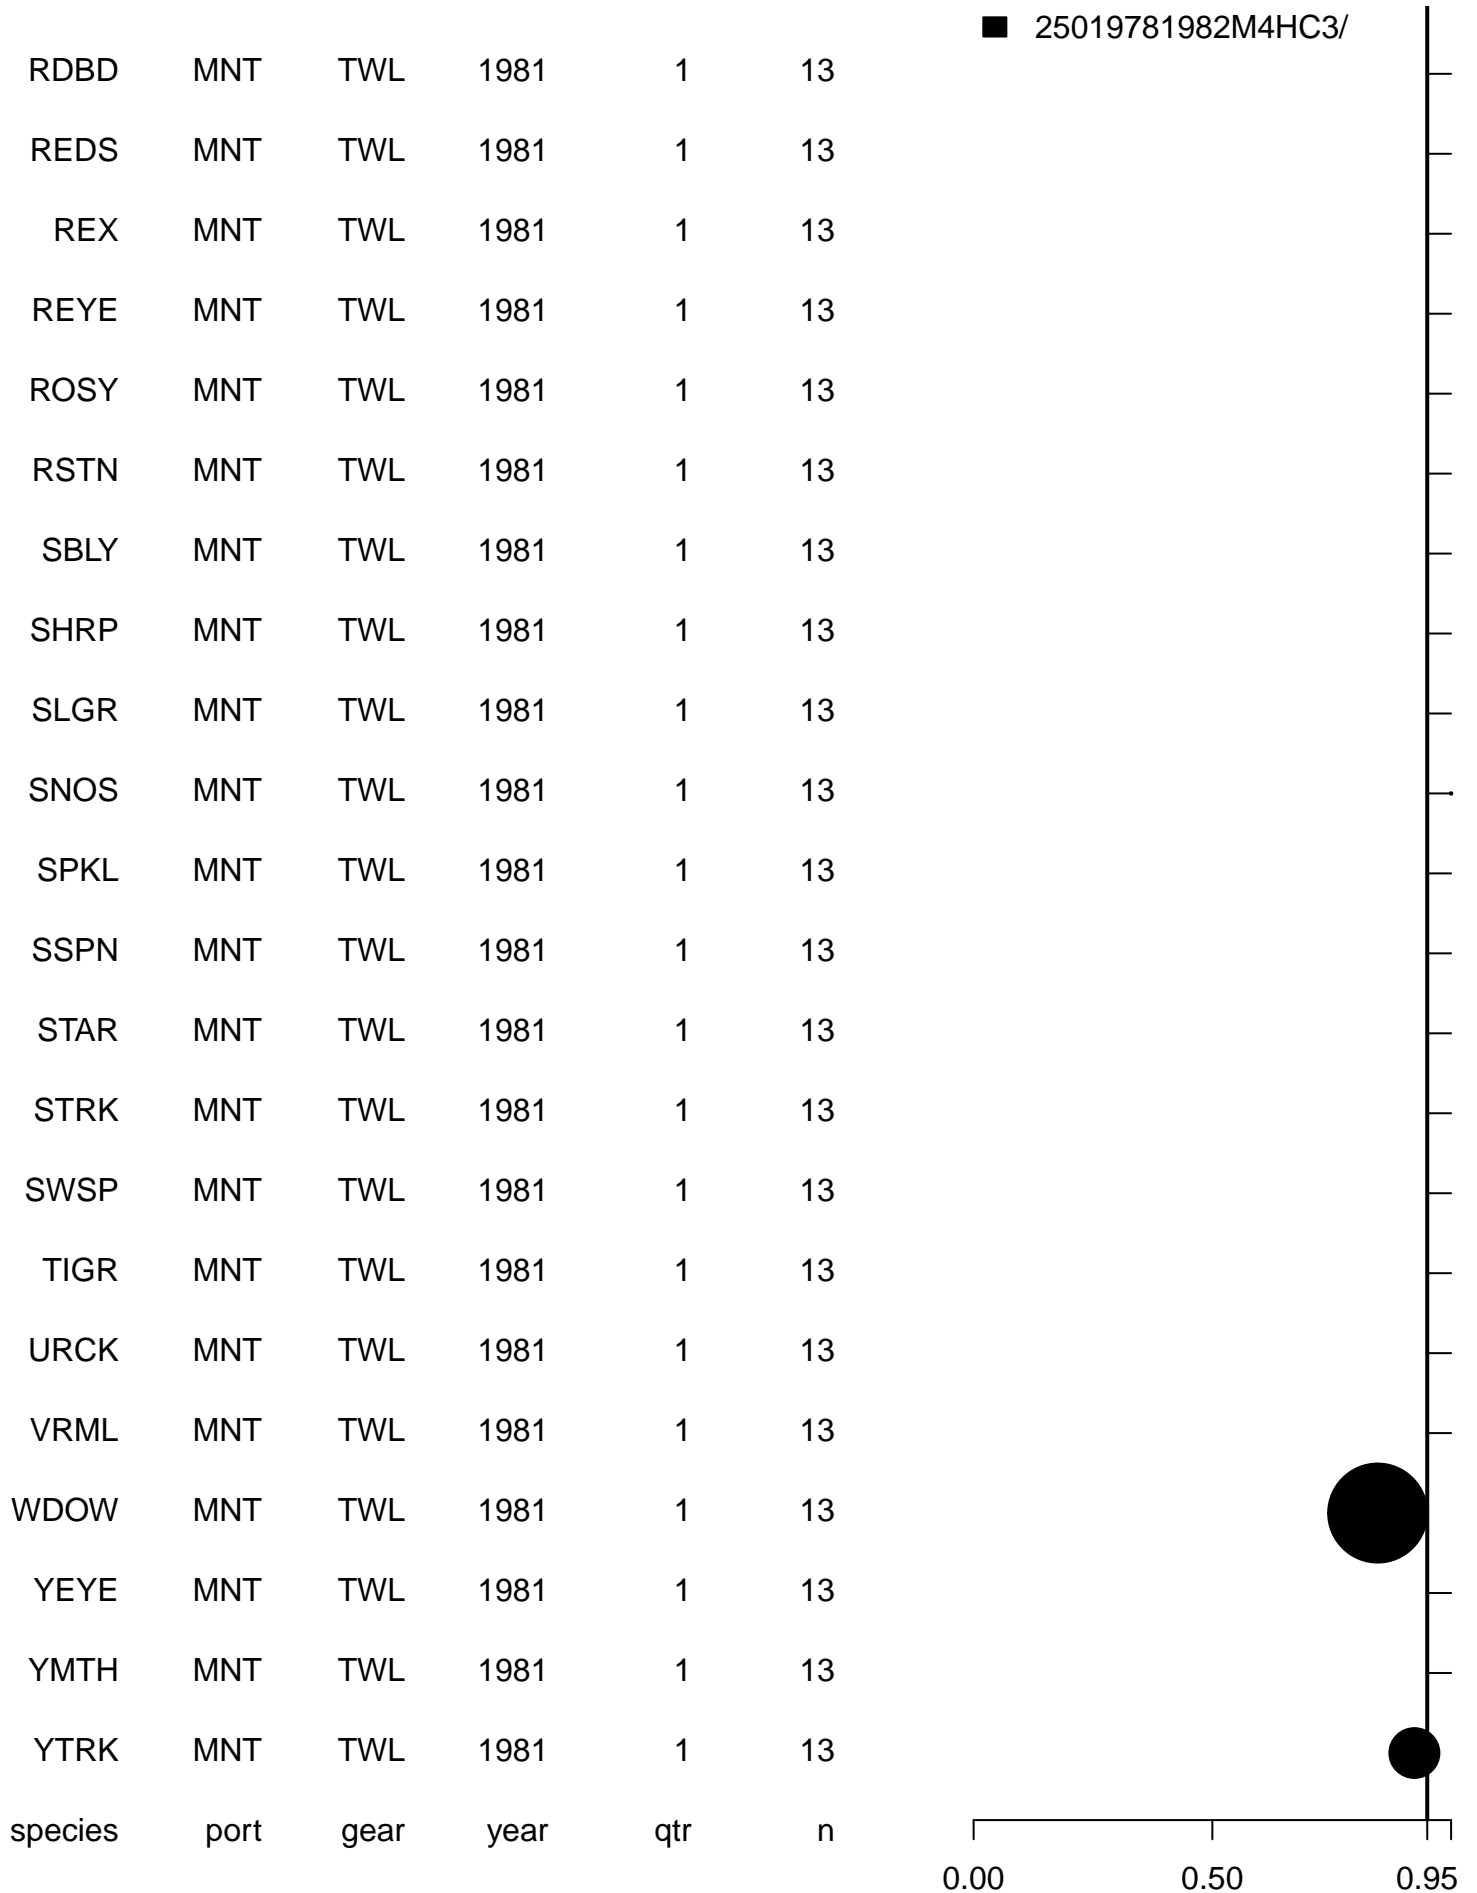 25019781982M4HC3/
RDBD MNT TWL 1981 1 13
REDS MNT TWL 1981 1 13
REX MNT TWL 1981 1 13
REYE MNT TWL 1981 1 13
ROSY MNT TWL 1981 1 13
RSTN MNT TWL 1981 1 13
SBLY MNT TWL 1981 1 13
SHRP MNT TWL 1981 1 13
SLGR MNT TWL 1981 1 13
SNOS MNT TWL 1981 1 13
SPKL MNT TWL 1981 1 13
SSPN MNT TWL 1981 1 13
STAR MNT TWL 1981 1 13
STRK MNT TWL 1981 1 13
SWSP MNT TWL 1981 1 13
TIGR MNT TWL 1981 1 13
URCK MNT TWL 1981 1 13
VRML MNT TWL 1981 1 13
WDOW MNT TWL 1981 1 13
YEYE MNT TWL 1981 1 13
YMTH MNT TWL 1981 1 13
YTRK MNT TWL 1981 1 13
species port gear year qtr n
0.00 0.50 0.95